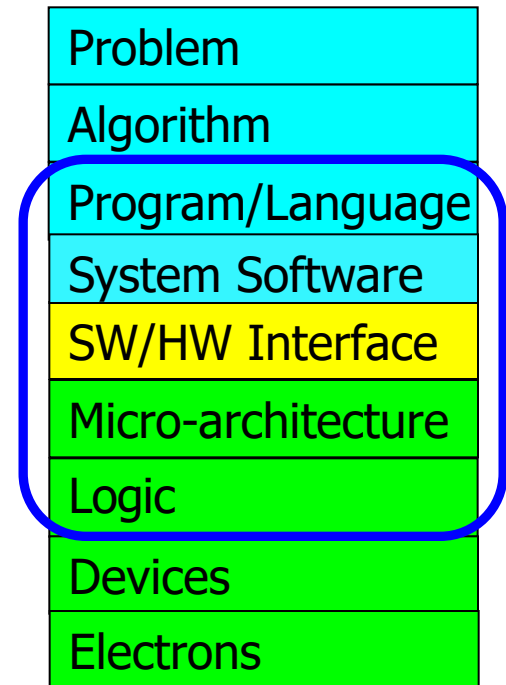 Problem
Algorithm
Program/Language
System Software
SW/HW Interface
Micro-architecture
Logic
Devices
Electrons